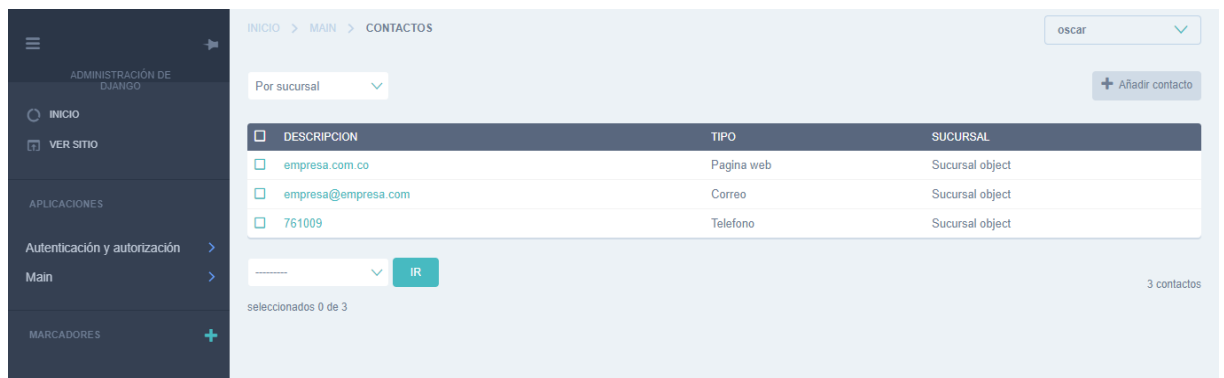 ADMINISTRACIÓN DE
DJANGO
INICIO
VER SITIO
APLICACIONES
Autenticación y autorización
Main
MARCADORES
INICIO > MAIN > CONTACTOS
oscar
Por sucursal
Añadir contacto
DESCRIPCION TIPO SUCURSAL
empresa.com.co Pagina web Sucursal object
empresa@empresa.com Correo Sucursal object
761009 Telefono Sucursal object
--------- IR
3 contactos
seleccionados 0 de 3